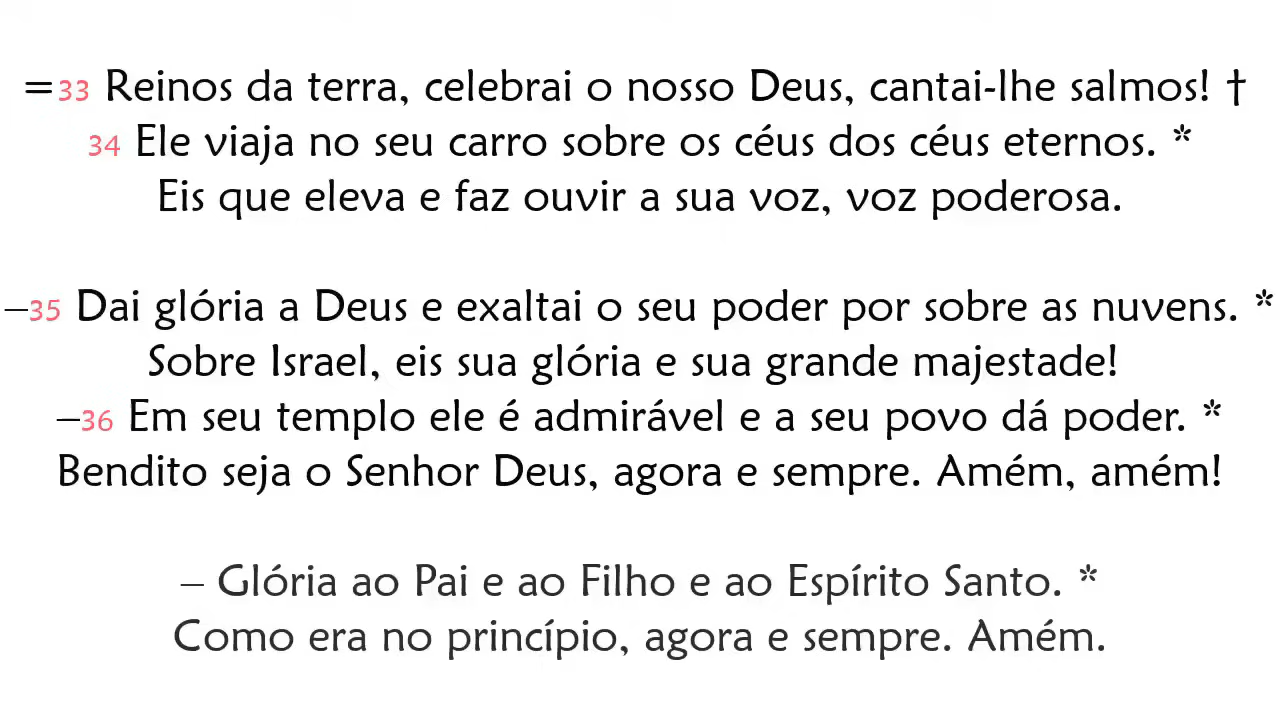 =33 Reinos da terra, celebrai o nosso Deus, cantai-lhe salmos! †
34 Ele viaja no seu carro sobre os céus dos céus eternos. *
Eis que eleva e faz ouvir a sua voz, voz poderosa.
–35 Dai glória a Deus e exaltai o seu poder por sobre as nuvens. *
Sobre Israel, eis sua glória e sua grande majestade!
–36 Em seu templo ele é admirável e a seu povo dá poder. *
Bendito seja o Senhor Deus, agora e sempre. Amém, amém!
– Glória ao Pai e ao Filho e ao Espírito Santo. *
Como era no princípio, agora e sempre. Amém.